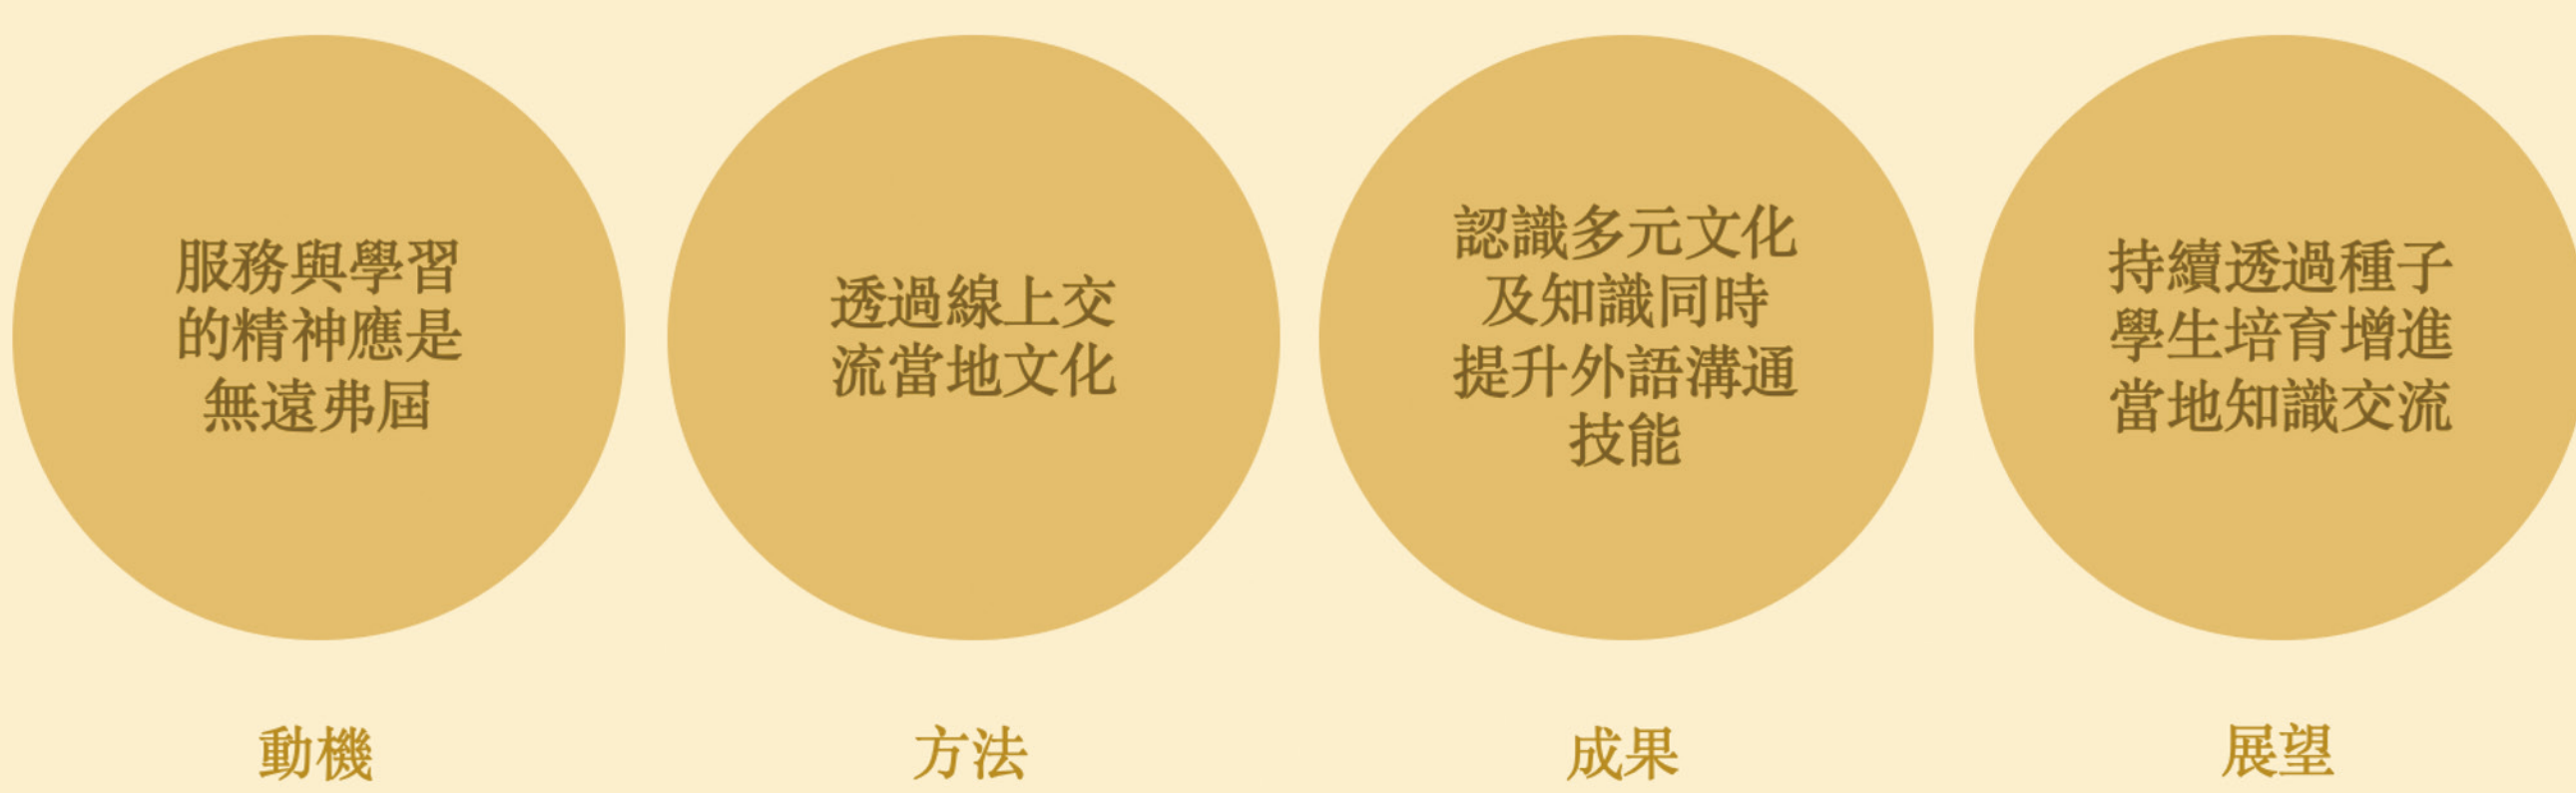 服務與學習
的精神應是
無遠弗屆
動機
透過線上交
流當地文化
方法
認識多元文化
及知識同時
提升外語溝通
技能
成果
持續透過種子
學生培育增進
當地知識交流
展望